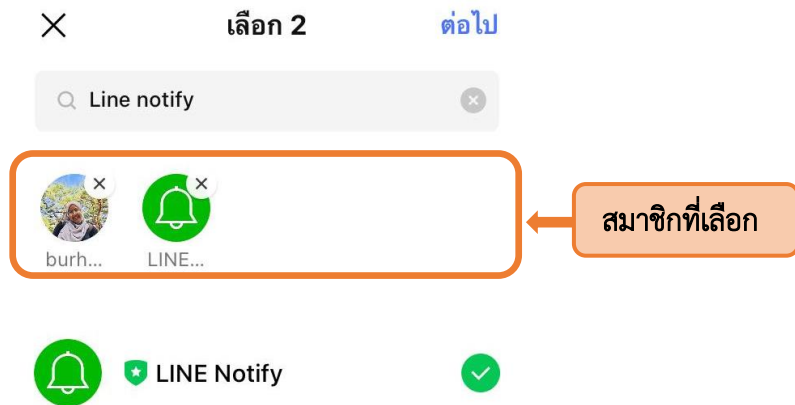 เลือก 2 ต่อไป
Line notify
สมาชิกที่เลือก
burh... LINE...
LINE Notify